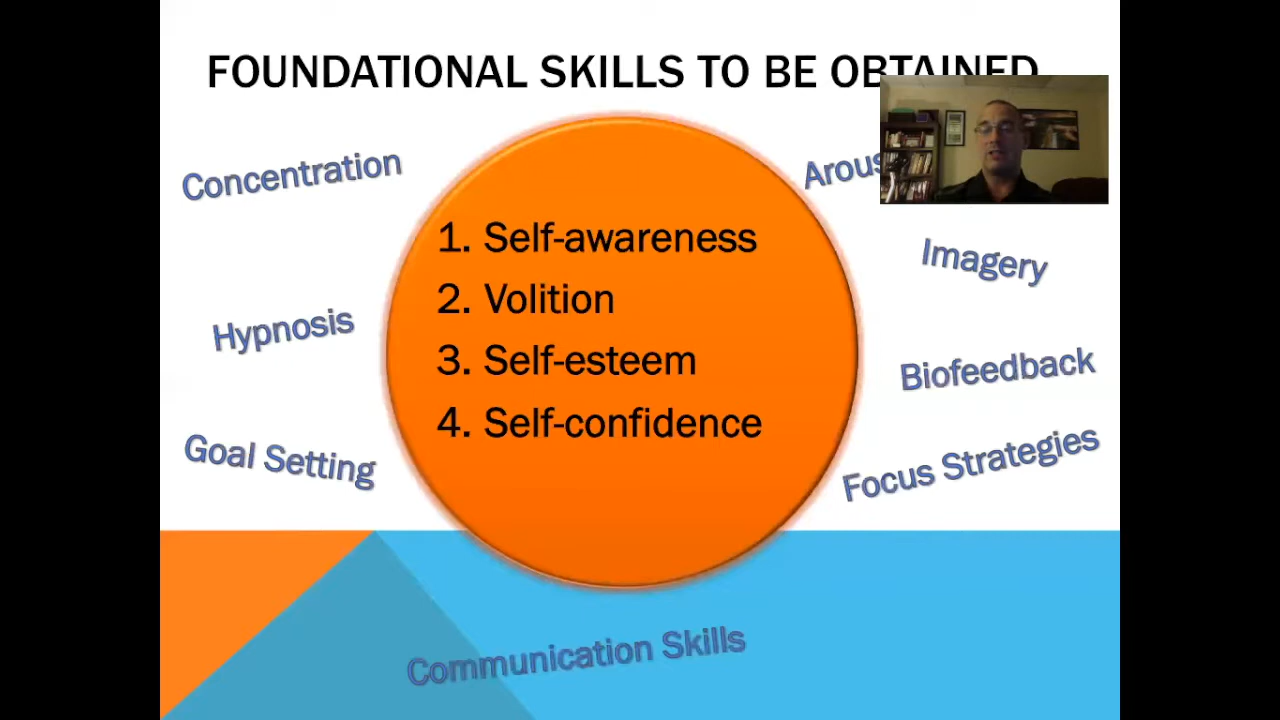 FOUNDATIONAL SKILLS TO BE OBTAINED
Concentration
Imagery
Hypnosis
Biofeedback
Goal Setting
Focus Strategies
1. Self-awareness
2. Volition
3. Self-esteem
4. Self-confidence
Communication Skills